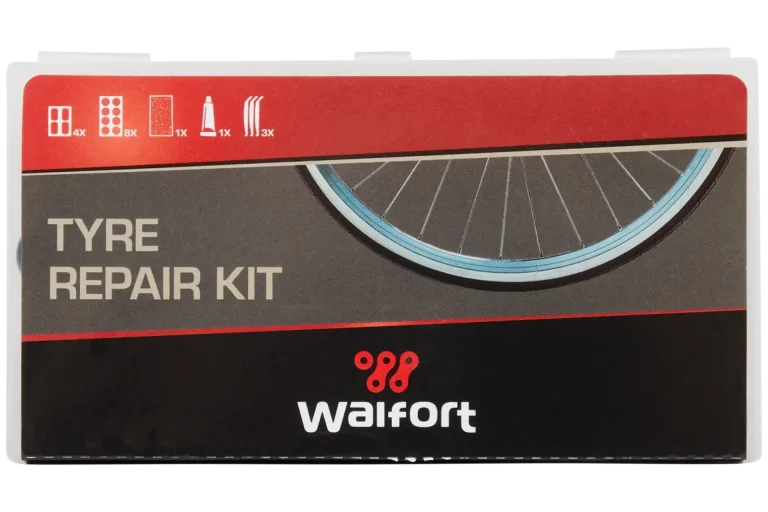 4X 8X 1X 1X 3X
TYRE
REPAIR KIT
Walfort